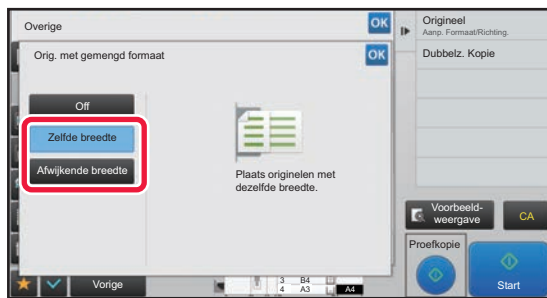 Overige
OK
Orig. met gemengd formaat
OK
Off
Zelfde breedte
Afwijkende breedte
Plaats originelen met
dezelfde breedte.
Vorige
3 B4
4 A3
A4
Origineel
Aanp. Formaat/Richting.
Dubbelz. Kopie
Voorbeeld-
weergave
CA
Proefkopie
Start